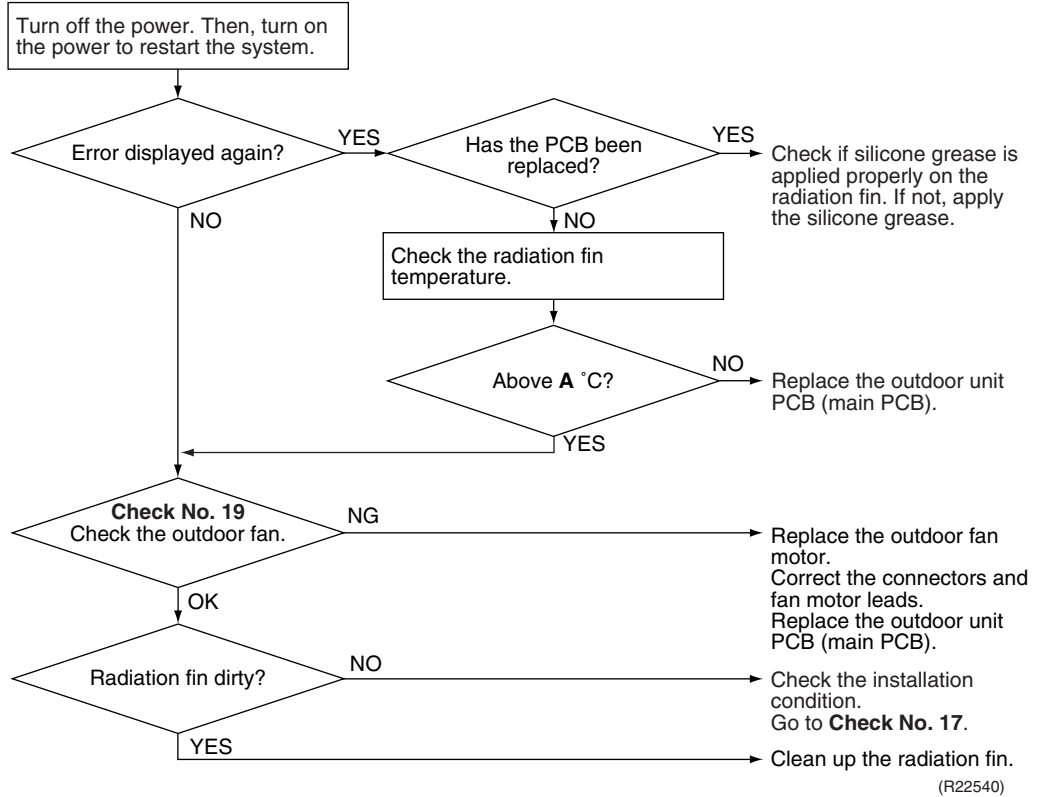 Turn off the power. Then, turn on
the power to restart the system.
Error displayed again?
YES
Has the PCB been
replaced?
YES
Check if silicone grease is
applied properly on the
radiation fin. If not, apply
the silicone grease.
NO
NO
Check the radiation fin
temperature.
Above A °C?
NO
Replace the outdoor unit
PCB (main PCB).
YES
Check No. 19
Check the outdoor fan.
NG
Replace the outdoor fan
motor.
Correct the connectors and
fan motor leads.
Replace the outdoor unit
PCB (main PCB).
OK
Radiation fin dirty?
NO
Check the installation
condition.
Go to Check No. 17.
YES
Clean up the radiation fin.
(R22540)